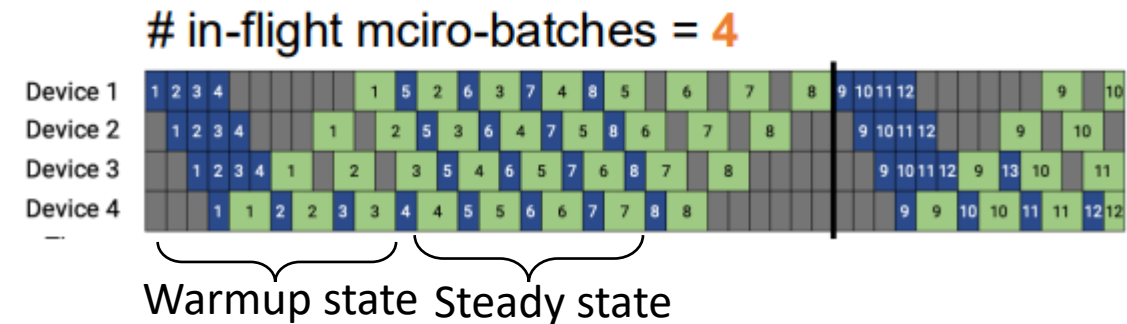 # in-flight mciro-batches = 4
Device 1 1 2 3 4 1 5 2 6 3 7 4 8 5 6 7 8 9 10 11 12 9 10
Device 2 1 2 3 4 1 2 5 3 6 4 7 5 8 6 7 8 9 10 11 12 9 10
Device 3 1 2 3 4 1 2 3 5 4 6 5 7 6 8 7 8 9 10 11 12 9 13 10 11
Device 4 1 1 2 2 3 3 4 4 5 5 6 6 7 7 8 8 9 9 10 10 11 11 12 12
Warmup state Steady state